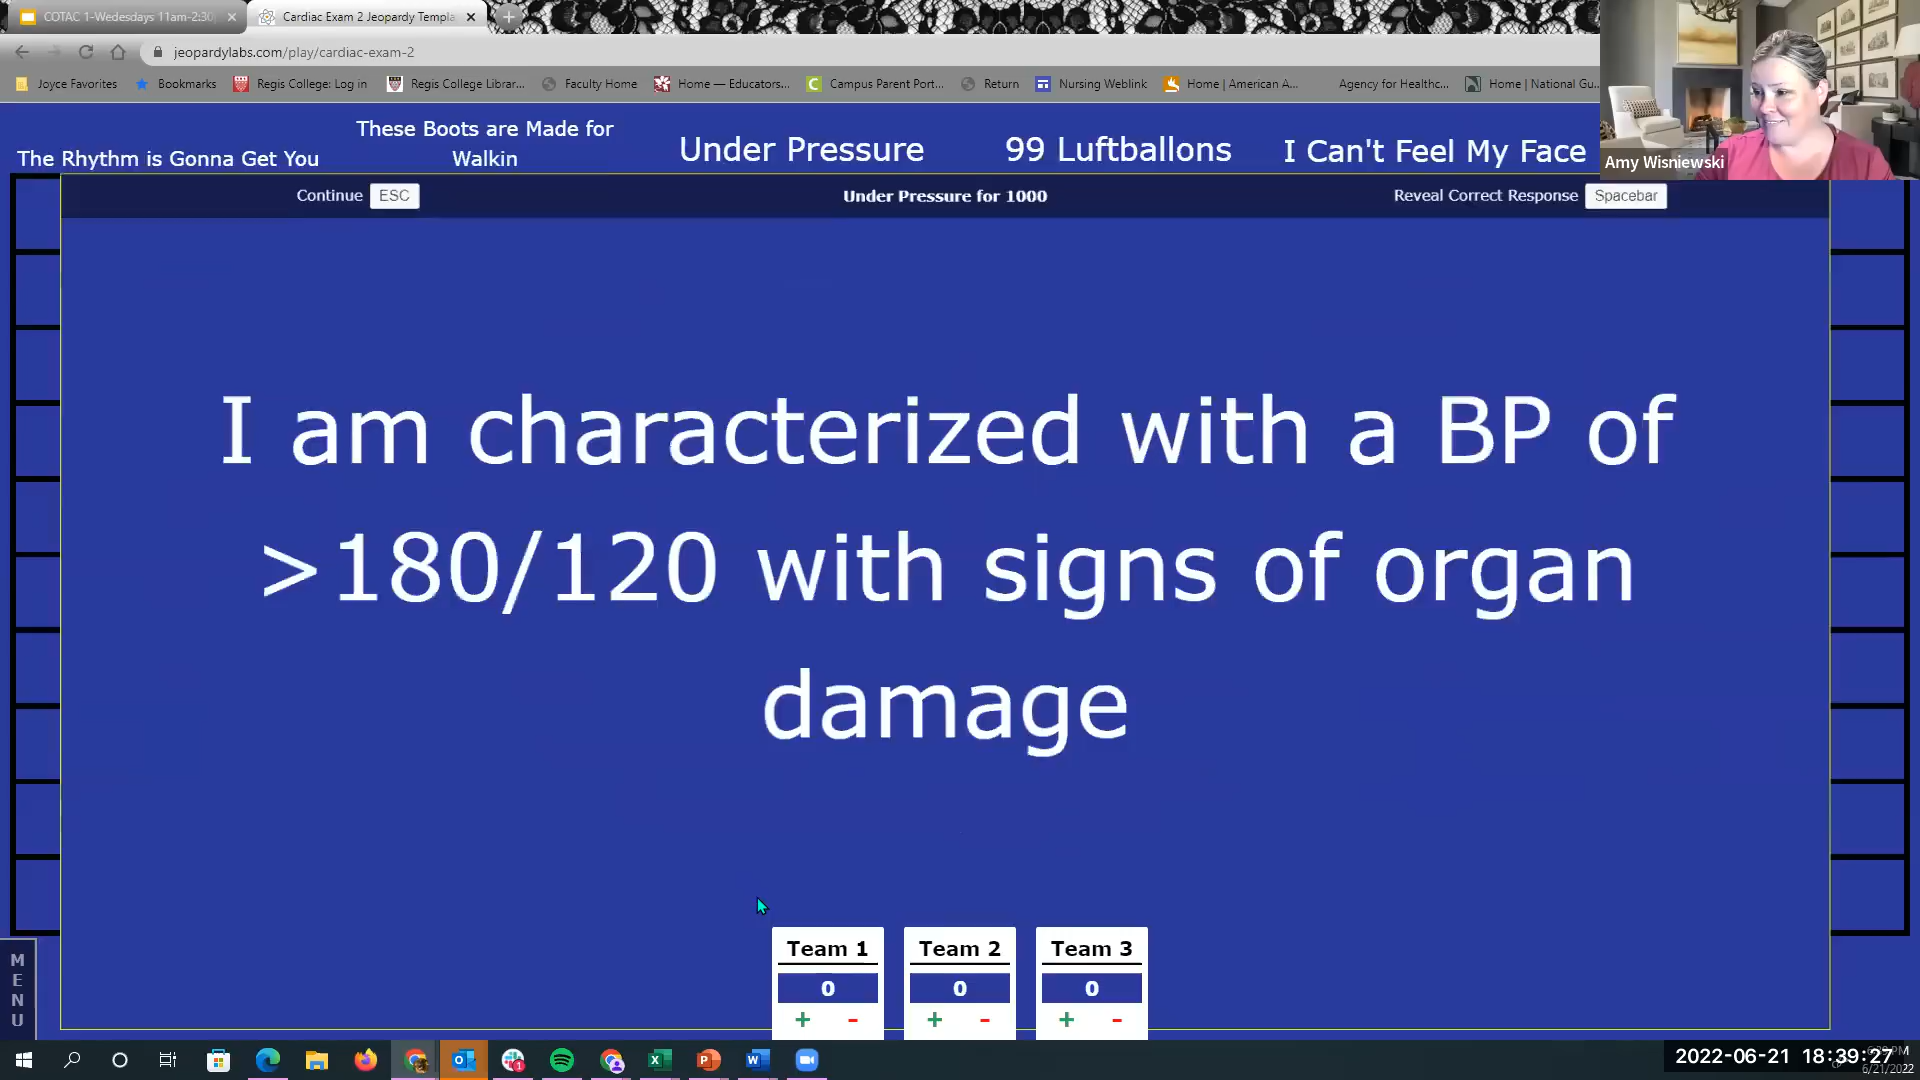 COTAC 1-Wedesdays 11am-2:30
Cardiac Exam 2 Jeopardy Templa
jeopardylabs.com/play/cardiac-exam-2
Joyce Favorites
Bookmarks
Regis College: Log in
Regis College Librar...
Faculty Home
Home — Educators...
Campus Parent Port...
Return
Nursing Weblink
Home | American A...
Agency for Healthc...
Home | National Gu...
Amy Wisniewski
The Rhythm is Gonna Get You
These Boots are Made for
Walkin
Under Pressure
99 Luftballons
I Can't Feel My Face
Continue ESC
Under Pressure for 1000
Reveal Correct Response Spacebar
I am characterized with a BP of
>180/120 with signs of organ
damage
MENU
Team 1
0
+ -
Team 2
0
+ -
Team 3
0
+ -
2022-06-21 18:39:27
6/21/2022